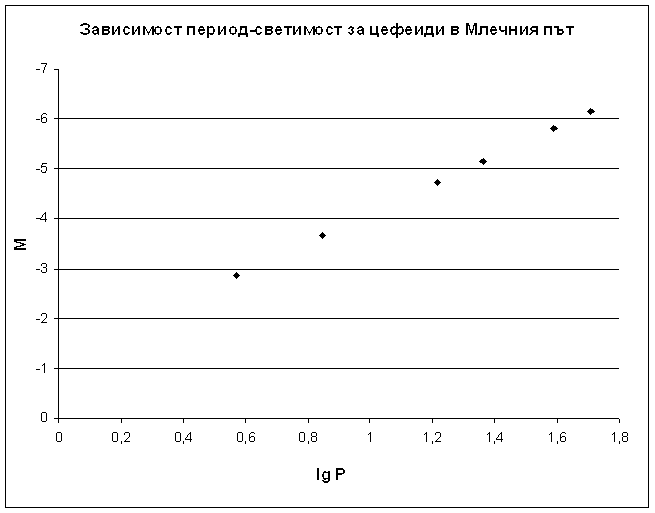 Зависимост период-светимост за цефеиди в Млечния път
-7
-6
-5
-4
-3
-2
-1
0
M
0 0,2 0,4 0,6 0,8 1 1,2 1,4 1,6 1,8
lg P